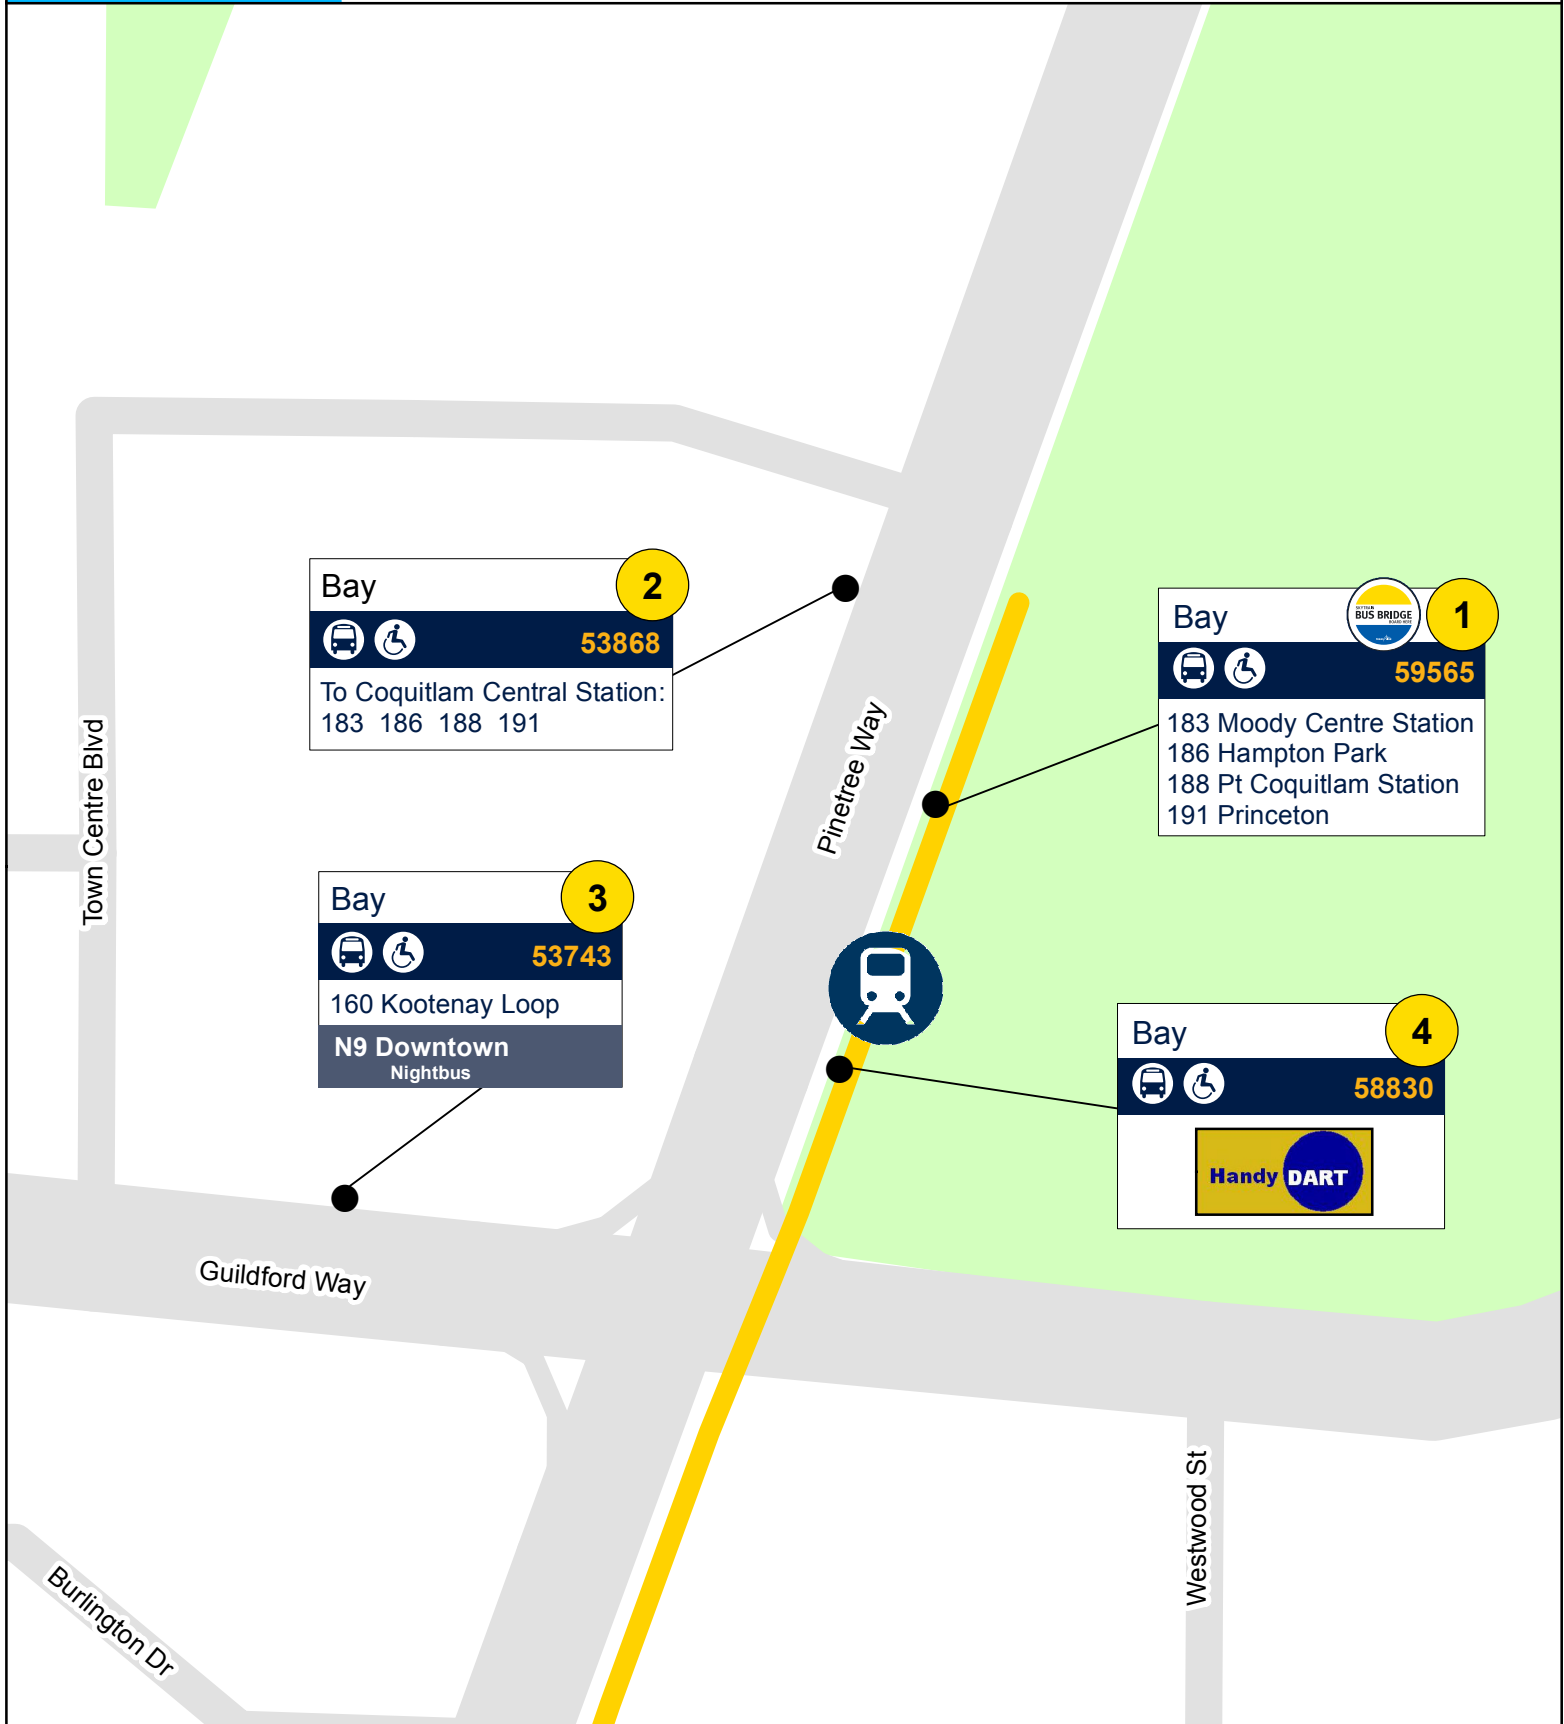 Bay
2
53868
To Coquitlam Central Station:
183 186 188 191
Bay
BUS BRIDGE
1
59565
183 Moody Centre Station
186 Hampton Park
188 Pt Coquitlam Station
191 Princeton
Pinetree Way
Town Centre Blvd
Bay
3
53743
160 Kootenay Loop
N9 Downtown
Nightbus
Bay
4
58830
Handy DART
Guildford Way
Westwood St
Burlington Dr